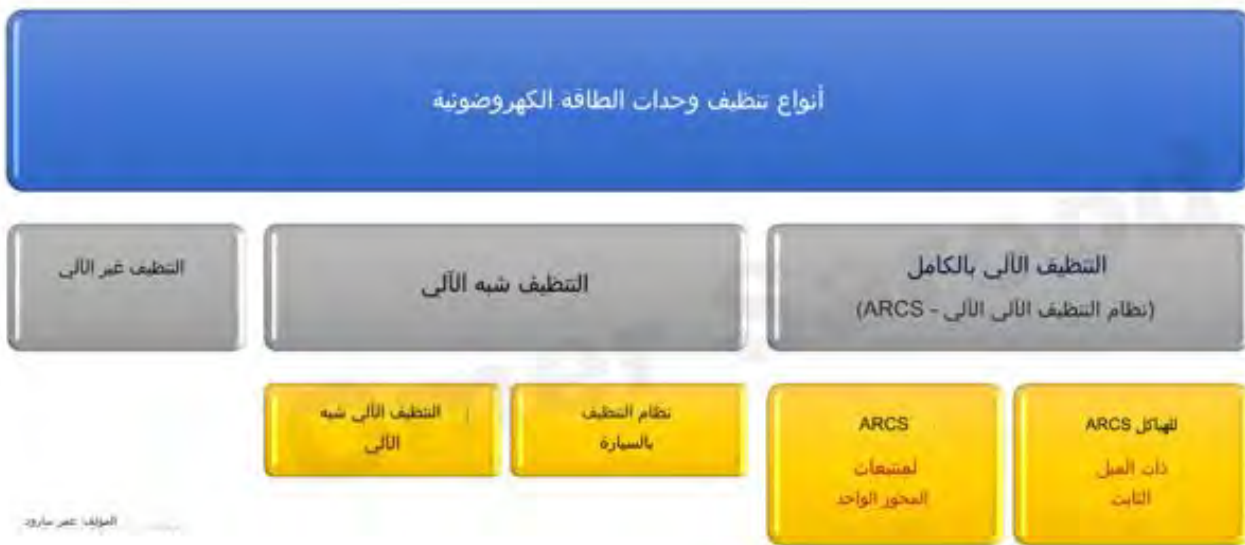 أنواع تنظيف وحدات الطاقة الكهروضوئية
التنظيف الآلي بالكامل
(نظام التنظيف الآلي الآلي - ARCS)
التنظيف شبه الآلي
التنظيف غير الآلي
ARCS للهياكل
ذات الميل
الثابت
ARCS
لمتتبعات
المحور الواحد
نظام التنظيف
بالسيارة
التنظيف الآلي شبه
الآلي
المؤلف: عمر سارود